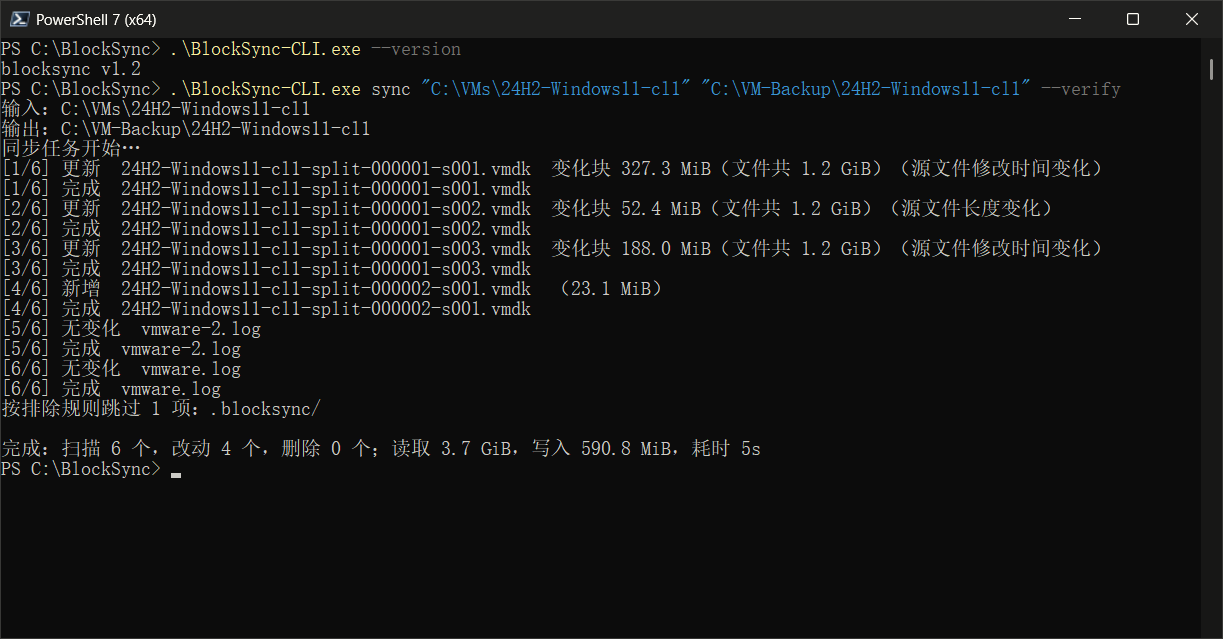 PowerShell 7 (x64)
PS C:\BlockSync> .\BlockSync-CLI.exe --version
blocksync v1.2
PS C:\BlockSync> .\BlockSync-CLI.exe sync "C:\VMs\24H2-Windows11-cl1" "C:\VM-Backup\24H2-Windows11-cl1" --verify
输入：C:\VMs\24H2-Windows11-cl1
输出：C:\VM-Backup\24H2-Windows11-cl1
同步任务开始…
[1/6] 更新  24H2-Windows11-cl1-split-000001-s001.vmdk  变化块 327.3 MiB（文件共 1.2 GiB）（源文件修改时间变化）
[1/6] 完成  24H2-Windows11-cl1-split-000001-s001.vmdk
[2/6] 更新  24H2-Windows11-cl1-split-000001-s002.vmdk  变化块 52.4 MiB（文件共 1.2 GiB）（源文件长度变化）
[2/6] 完成  24H2-Windows11-cl1-split-000001-s002.vmdk
[3/6] 更新  24H2-Windows11-cl1-split-000001-s003.vmdk  变化块 188.0 MiB（文件共 1.2 GiB）（源文件修改时间变化）
[3/6] 完成  24H2-Windows11-cl1-split-000001-s003.vmdk
[4/6] 新增  24H2-Windows11-cl1-split-000002-s001.vmdk  （23.1 MiB）
[4/6] 完成  24H2-Windows11-cl1-split-000002-s001.vmdk
[5/6] 无变化  vmware-2.log
[5/6] 完成  vmware-2.log
[6/6] 无变化  vmware.log
[6/6] 完成  vmware.log
按排除规则跳过 1 项：.blocksync/
完成：扫描 6 个，改动 4 个，删除 0 个；读取 3.7 GiB，写入 590.8 MiB，耗时 5s
PS C:\BlockSync>